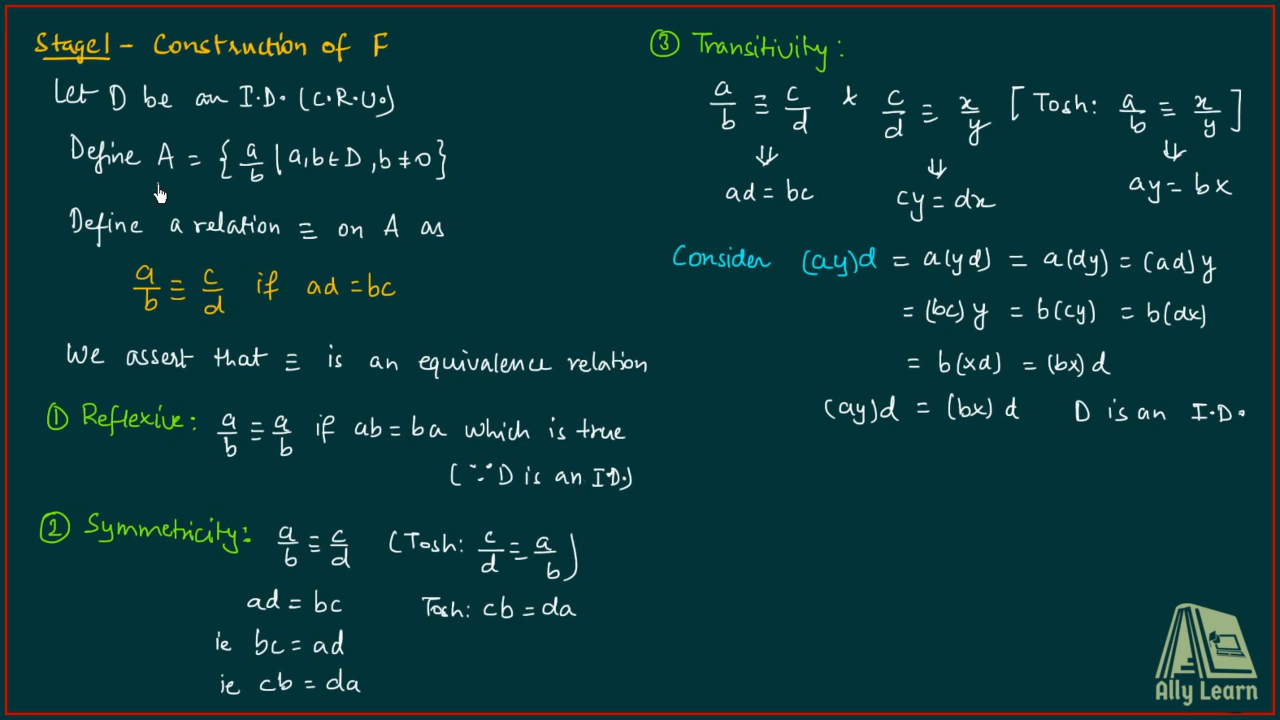 Stage1 - Construction of F
Let D be an I.D. (C.R.U.)
Define A = { a/b | a,b ∈ D, b ≠ 0 }
Define a relation ≡ on A as
a/b ≡ c/d if ad = bc
We assert that ≡ is an equivalence relation
① Reflexive: a/b ≡ a/b if ab = ba which is true
(∵ D is an I.D.)
② Symmetricity: a/b ≡ c/d (Tosh: c/d ≡ a/b)
ad = bc Tosh: cb = da
ie bc = ad
ie cb = da
③ Transitivity:
a/b ≡ c/d & c/d ≡ x/y [Tosh: a/b ≡ x/y]
⇓ ⇓ ⇓
ad = bc cy = dx ay = bx
Consider (ay)d = a(yd) = a(dy) = (ad)y
= (bc)y = b(cy) = b(dx)
= b(xd) = (bx)d
(ay)d = (bx)d D is an I.D.
Ally Learn